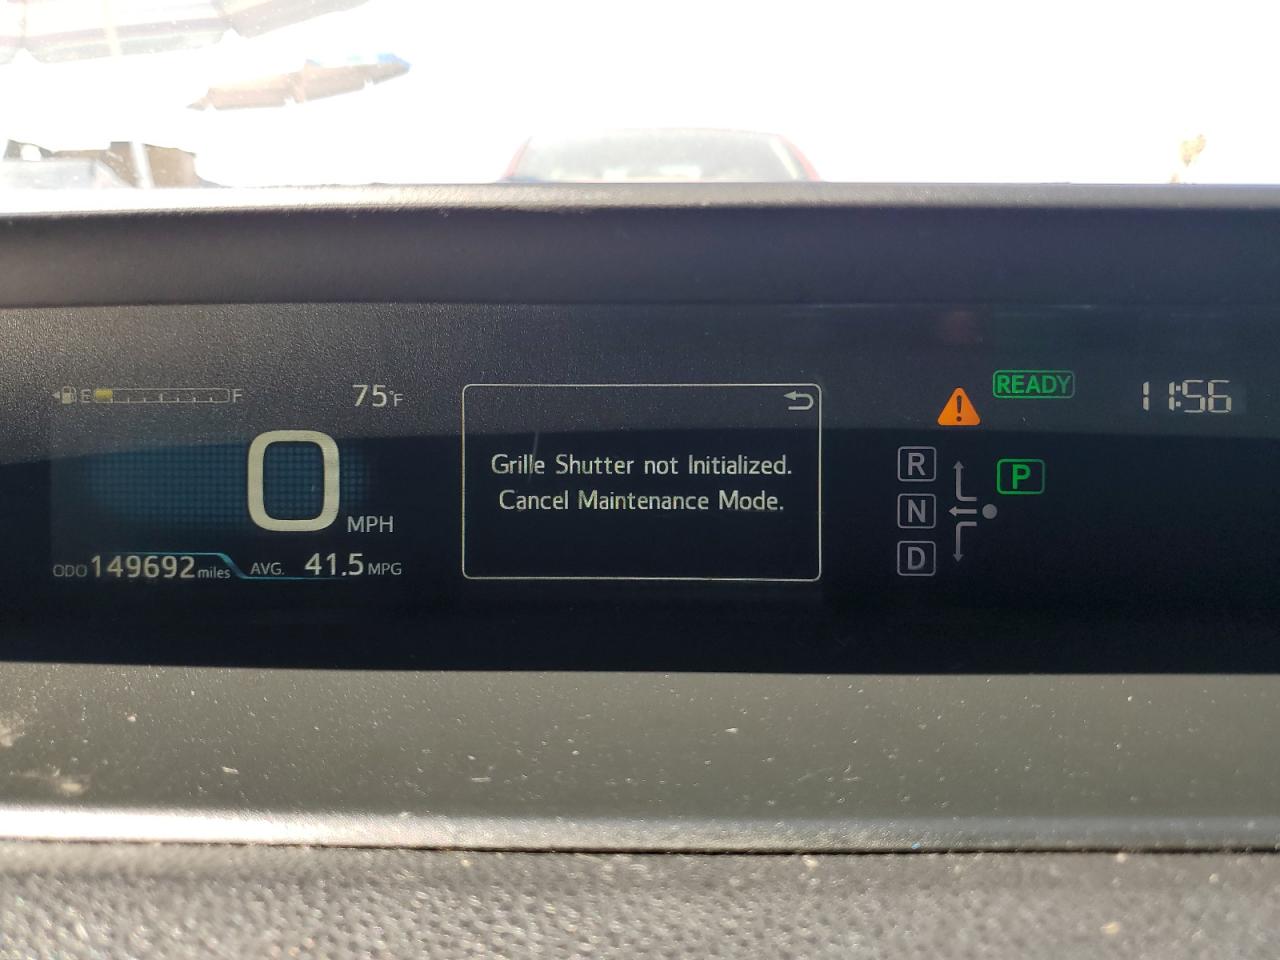 E F
75°F
0 MPH
ODO 149692 miles
AVG. 41.5 MPG
Grille Shutter not Initialized.
Cancel Maintenance Mode.
READY
11:56
R
N
D
P